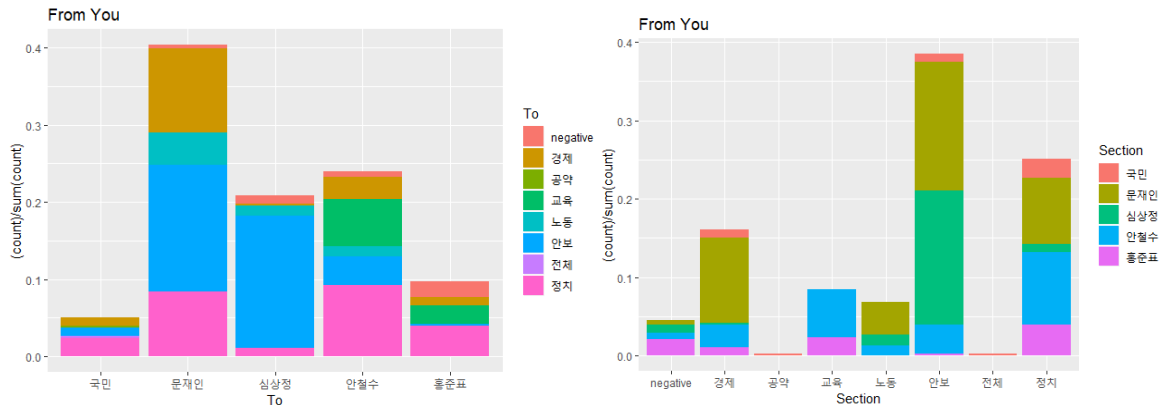 From You
(count)/sum(count)
0.4
0.3
0.2
0.1
0.0
국민
문재인
심상정
안철수
홍준표
To
To
negative
경제
공약
교육
노동
안보
전체
정치
From You
(count)/sum(count)
0.4
0.3
0.2
0.1
0.0
negative
경제
공약
교육
노동
안보
전체
정치
Section
Section
국민
문재인
심상정
안철수
홍준표